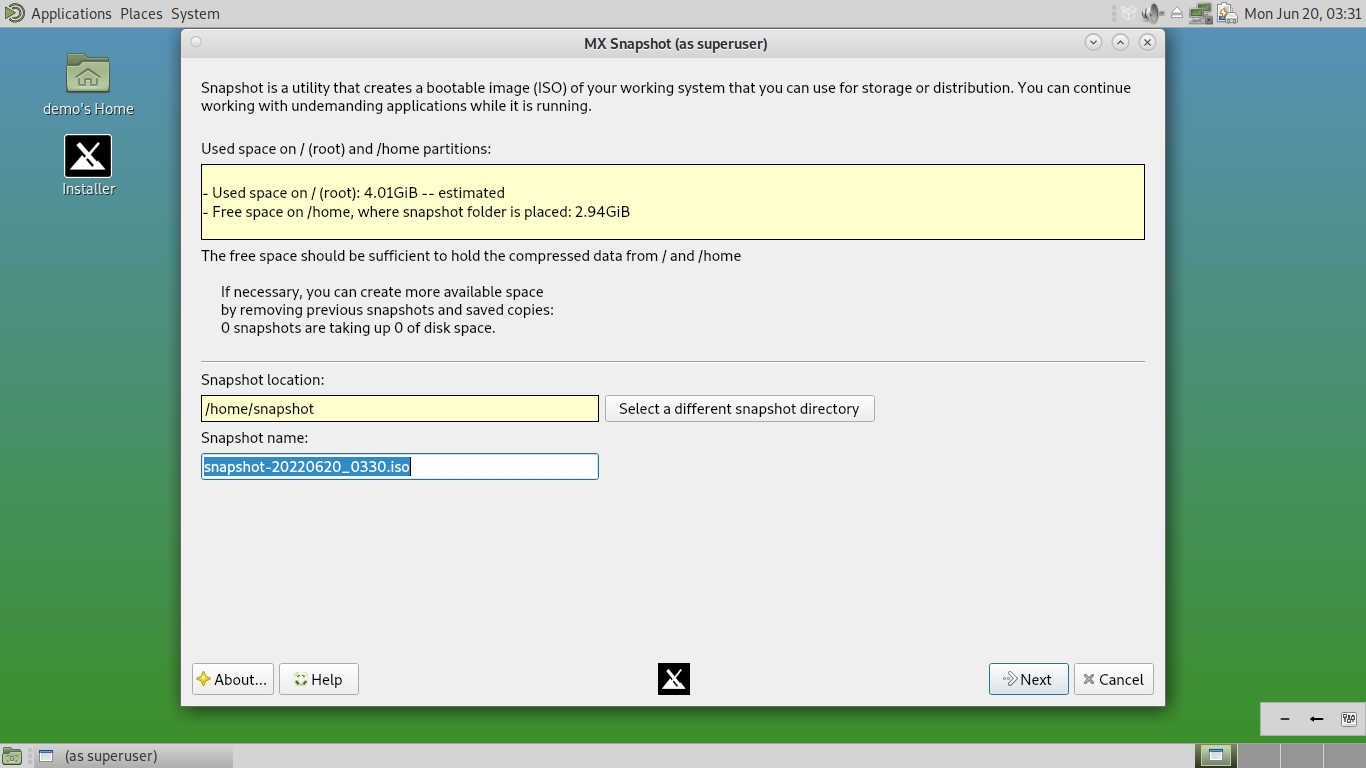 Applications Places System
Mon Jun 20, 03:31
MX Snapshot (as superuser)
demo's Home
Installer
Snapshot is a utility that creates a bootable image (ISO) of your working system that you can use for storage or distribution. You can continue
working with undemanding applications while it is running.
Used space on / (root) and /home partitions:
- Used space on / (root): 4.01GiB -- estimated
- Free space on /home, where snapshot folder is placed: 2.94GiB
The free space should be sufficient to hold the compressed data from / and /home
If necessary, you can create more available space
by removing previous snapshots and saved copies:
0 snapshots are taking up 0 of disk space.
Snapshot location:
/home/snapshot
Select a different snapshot directory
Snapshot name:
snapshot-20220620_0330.iso
About...
Help
Next
Cancel
(as superuser)